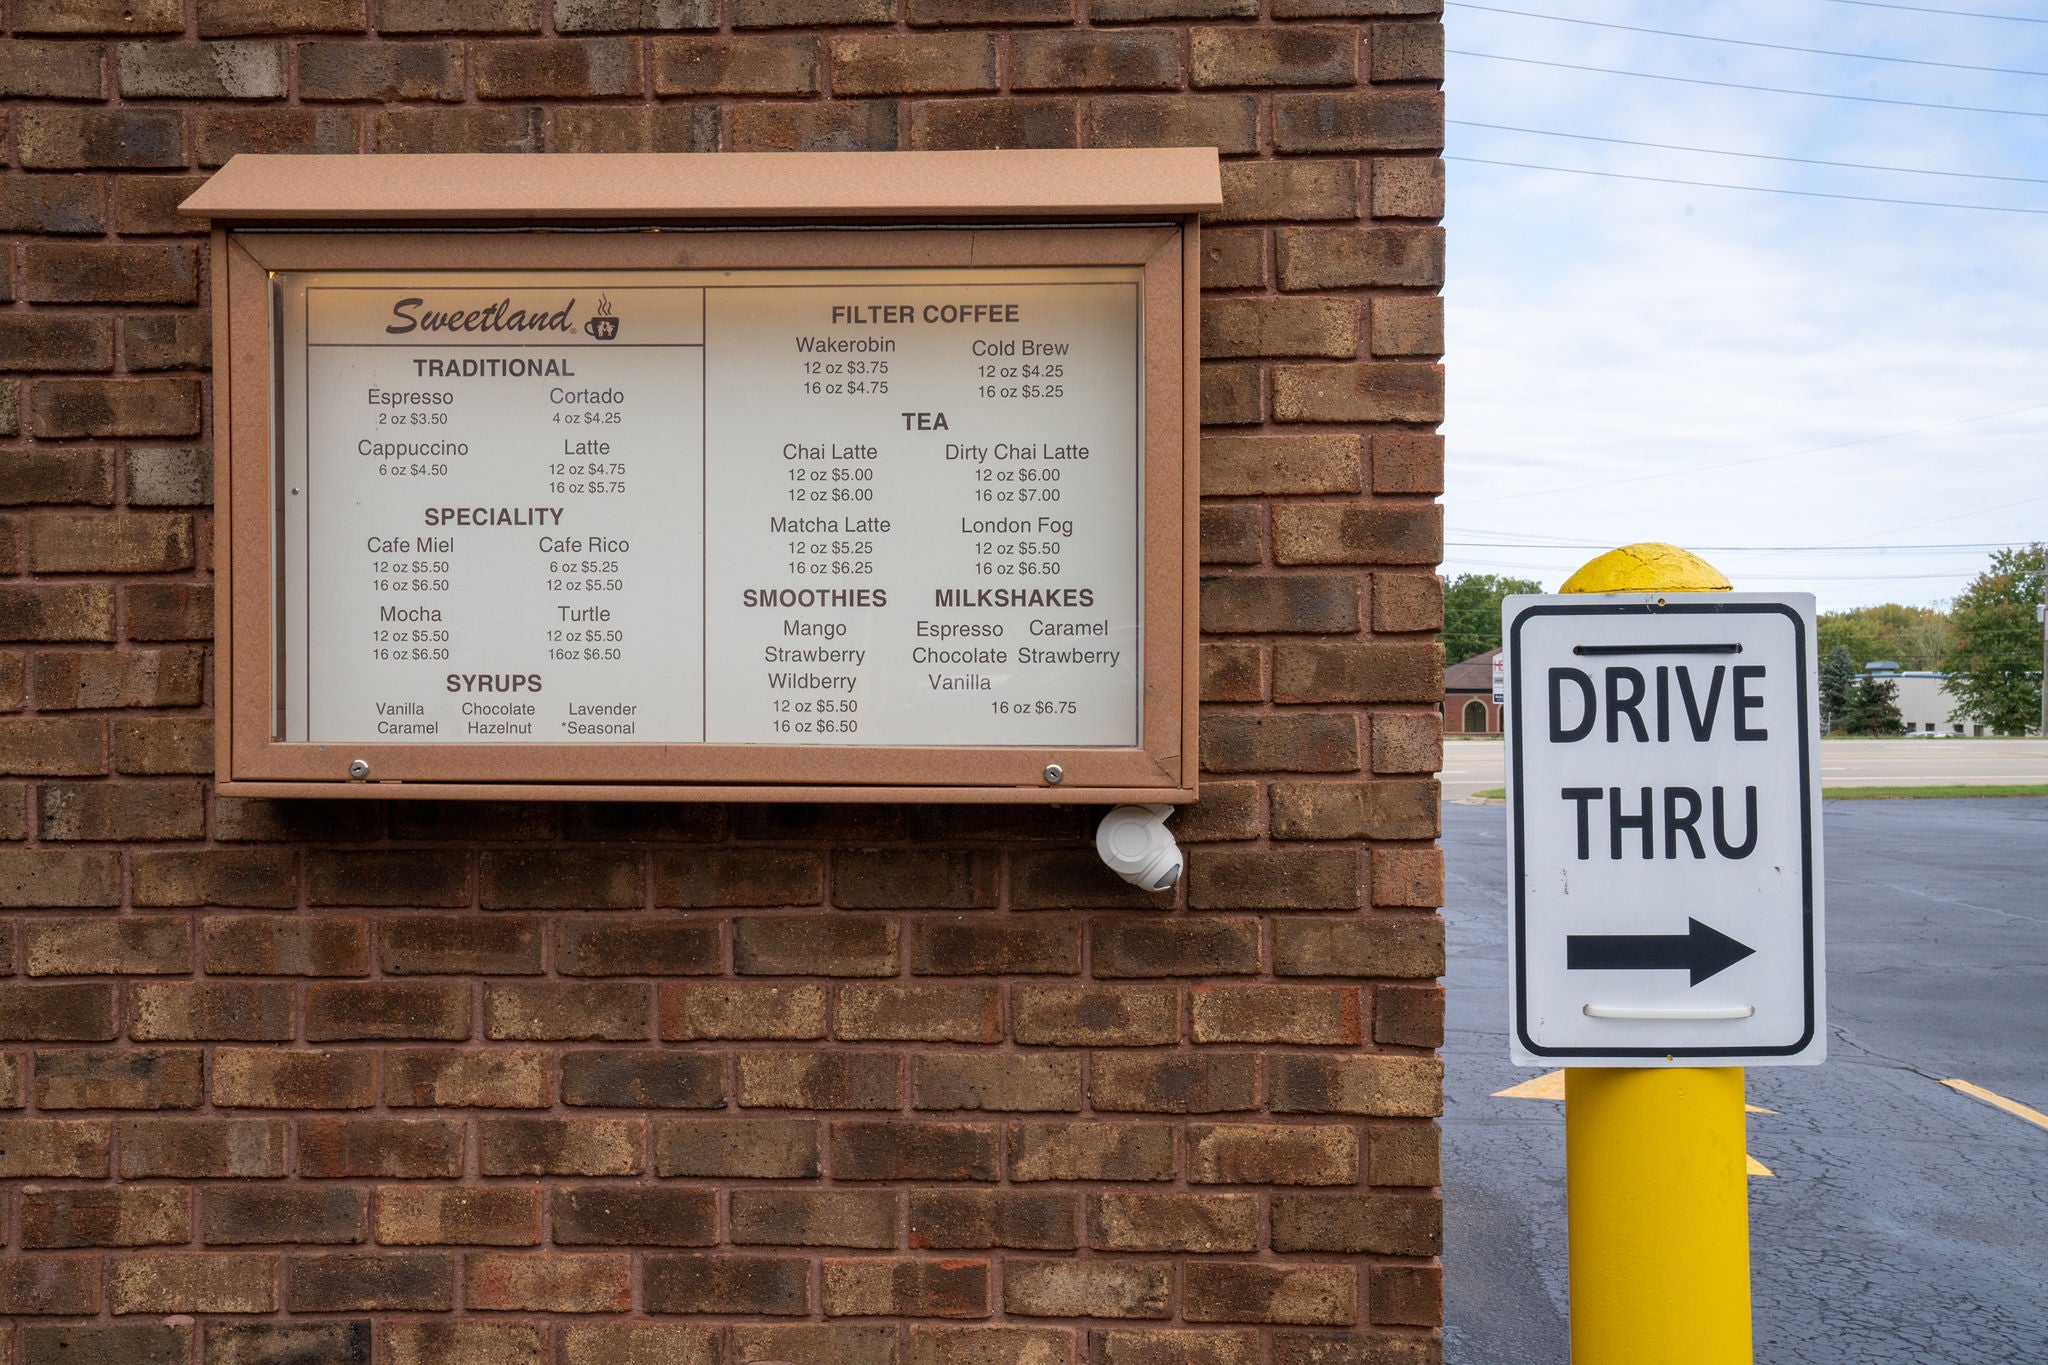 Sweetland
TRADITIONAL
Espresso Cortado
2 oz $3.50 4 oz $4.25
Cappuccino Latte
6 oz $4.50 12 oz $4.75
16 oz $5.75
SPECIALITY
Cafe Miel Cafe Rico
12 oz $5.50 6 oz $5.25
16 oz $6.50 12 oz $5.50
Mocha Turtle
12 oz $5.50 12 oz $5.50
16 oz $6.50 16oz $6.50
SYRUPS
Vanilla Chocolate Lavender
Caramel Hazelnut *Seasonal
FILTER COFFEE
Wakerobin Cold Brew
12 oz $3.75 12 oz $4.25
16 oz $4.75 16 oz $5.25
TEA
Chai Latte Dirty Chai Latte
12 oz $5.00 12 oz $6.00
12 oz $6.00 16 oz $7.00
Matcha Latte London Fog
12 oz $5.25 12 oz $5.50
16 oz $6.25 16 oz $6.50
SMOOTHIES
Mango
Strawberry
Wildberry
12 oz $5.50
16 oz $6.50
MILKSHAKES
Espresso Caramel
Chocolate Strawberry
Vanilla
16 oz $6.75
DRIVE
THRU